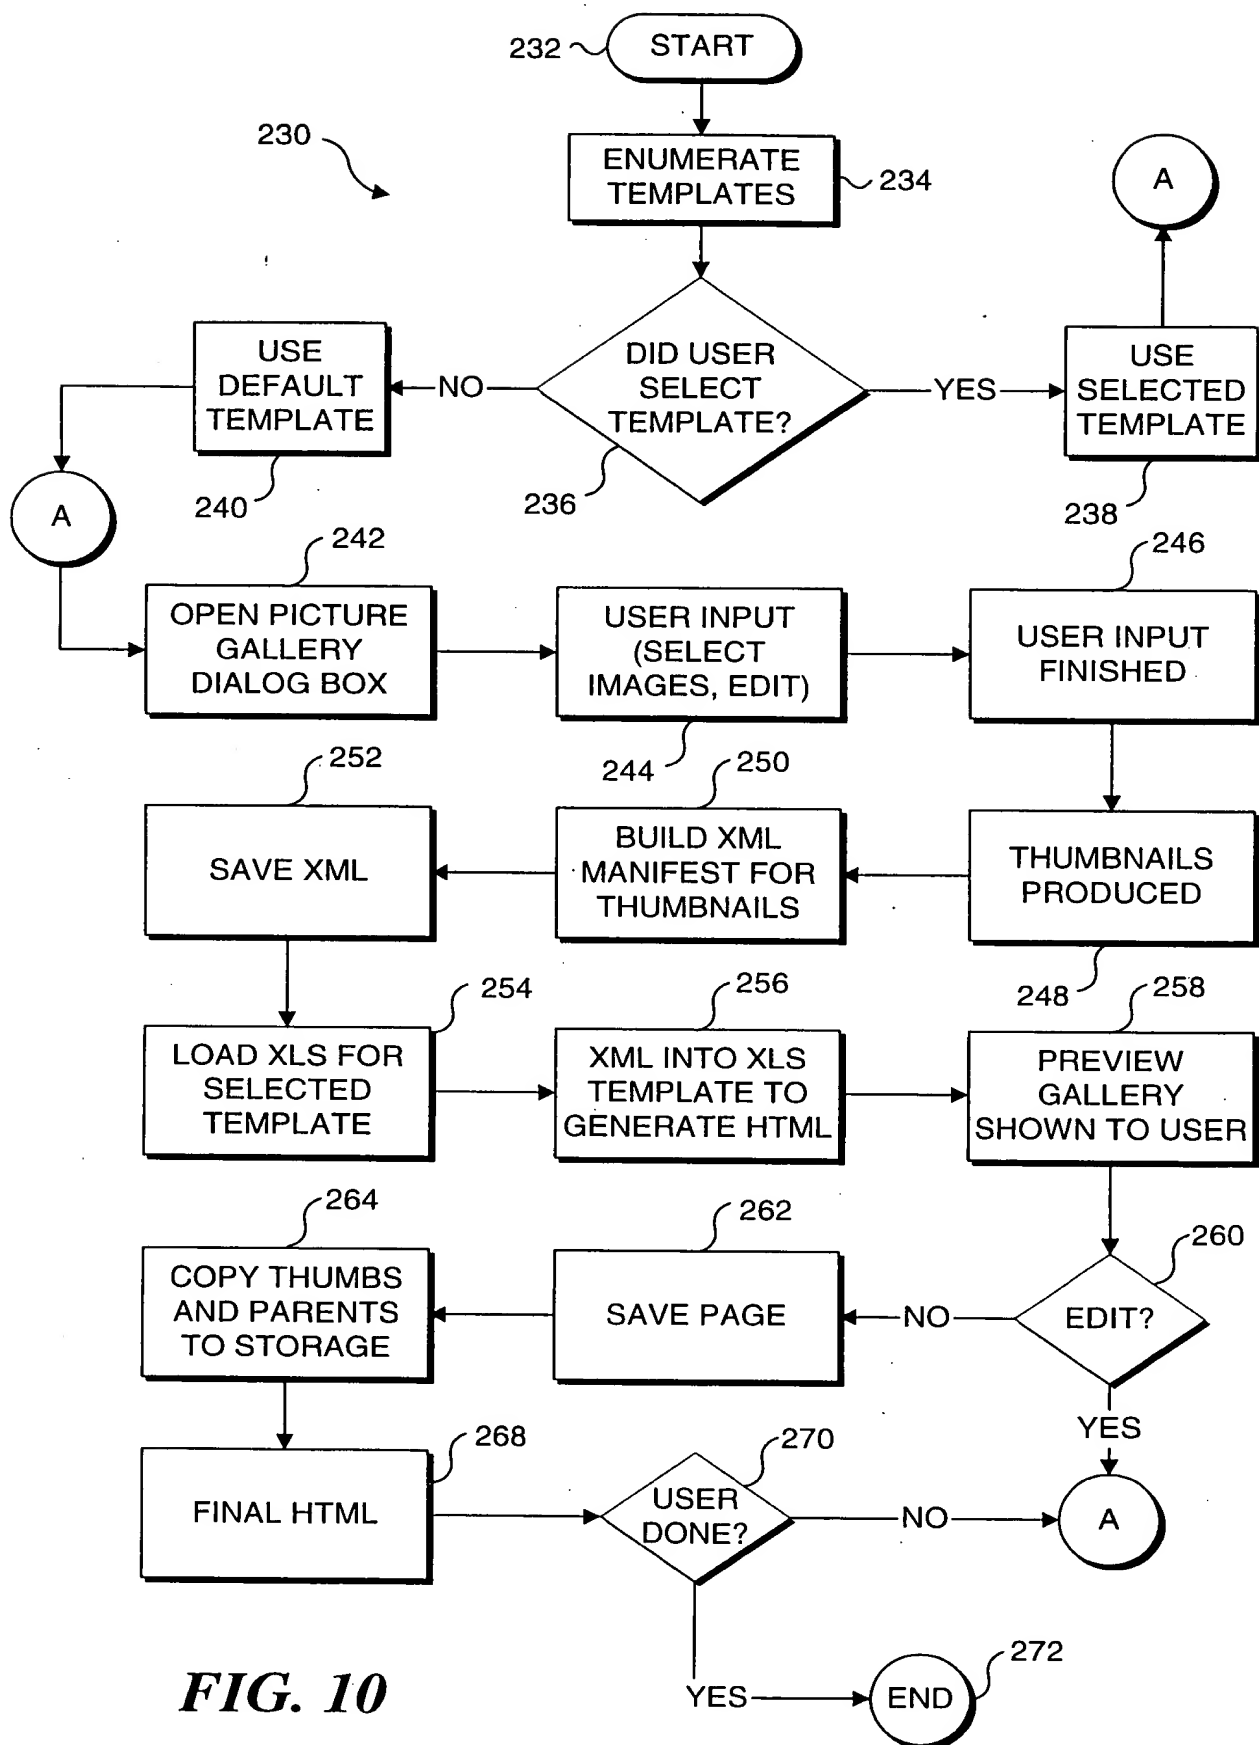 232
START
230
ENUMERATE
TEMPLATES
234
A
USE
DEFAULT
TEMPLATE
NO
DID USER
SELECT
TEMPLATE?
YES
USE
SELECTED
TEMPLATE
240
236
238
A
242
246
OPEN PICTURE
GALLERY
DIALOG BOX
USER INPUT
(SELECT
IMAGES, EDIT)
USER INPUT
FINISHED
252
244
250
SAVE XML
BUILD XML
MANIFEST FOR
THUMBNAILS
THUMBNAILS
PRODUCED
254
256
248
258
LOAD XLS FOR
SELECTED
TEMPLATE
XML INTO XLS
TEMPLATE TO
GENERATE HTML
PREVIEW
GALLERY
SHOWN TO USER
264
262
260
COPY THUMBS
AND PARENTS
TO STORAGE
SAVE PAGE
NO
EDIT?
YES
268
270
FINAL HTML
USER
DONE?
NO
A
YES
END
272
FIG. 10